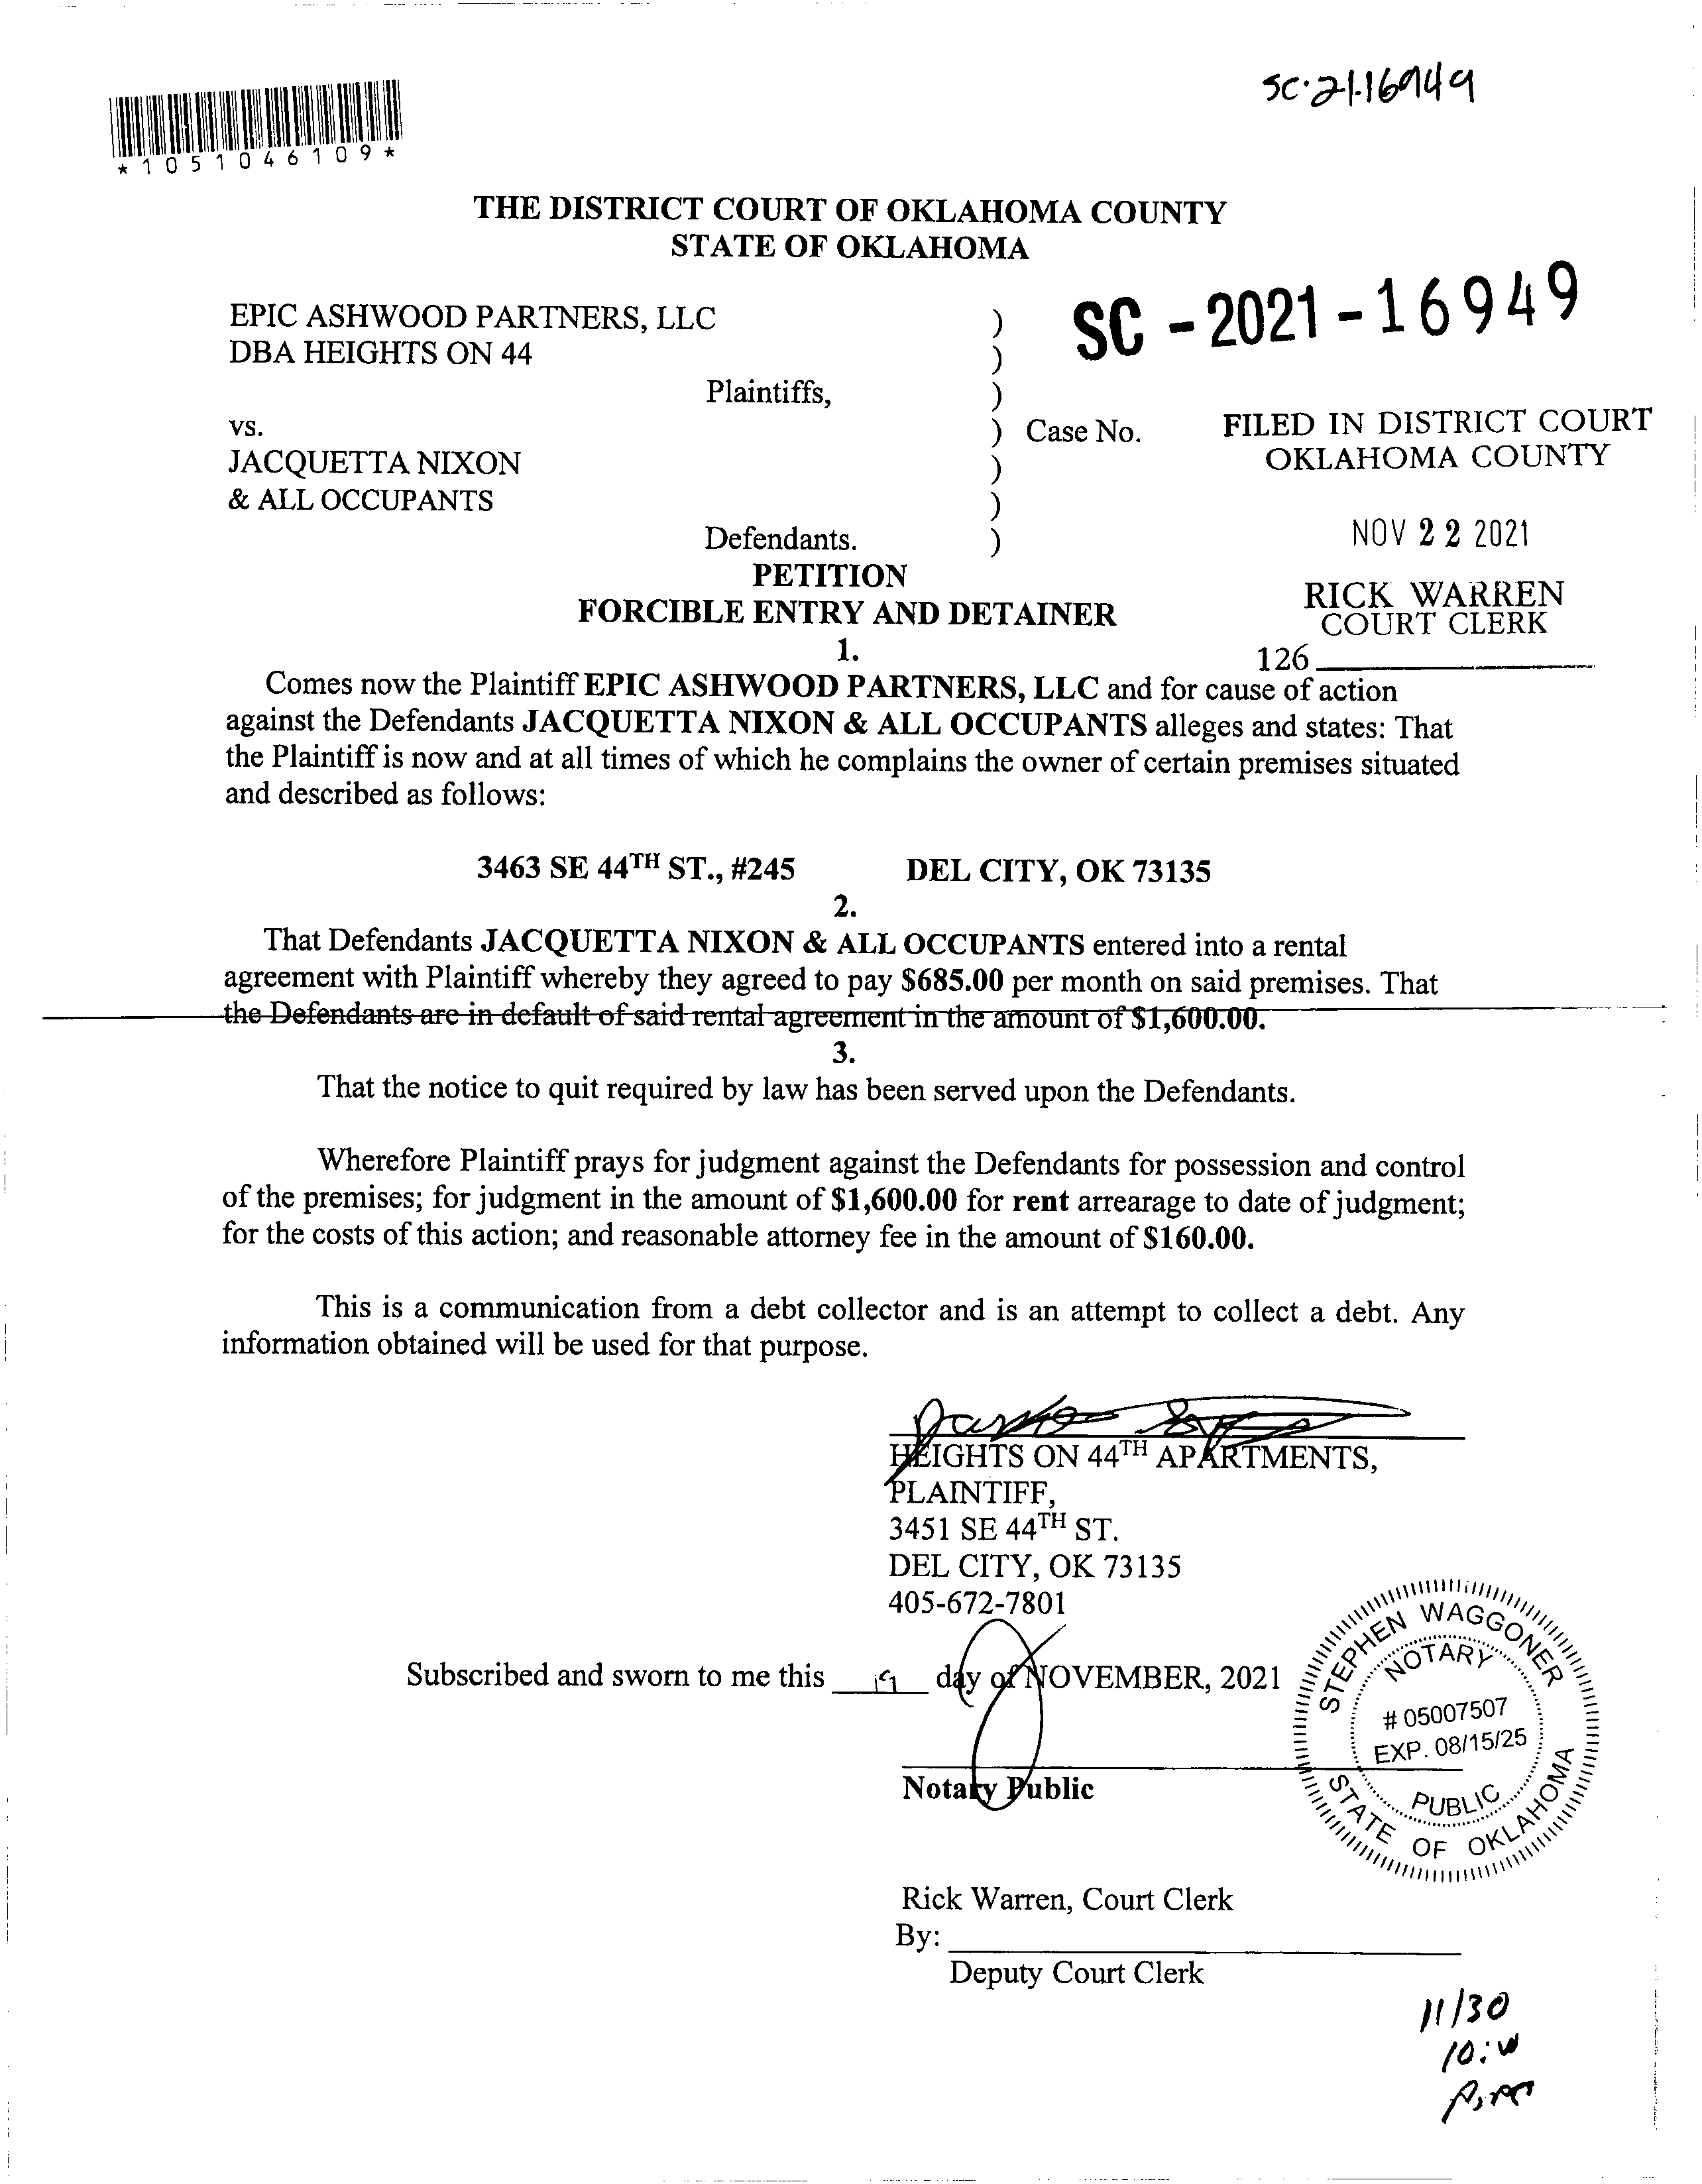 SC·21·16949
*1051046109*
THE DISTRICT COURT OF OKLAHOMA COUNTY
STATE OF OKLAHOMA
EPIC ASHWOOD PARTNERS, LLC )
DBA HEIGHTS ON 44 )
Plaintiffs, )
vs. ) Case No.
JACQUETTA NIXON )
& ALL OCCUPANTS )
Defendants. )
SC-2021-16949
FILED IN DISTRICT COURT
OKLAHOMA COUNTY
NOV 22 2021
RICK WARREN
COURT CLERK
126
PETITION
FORCIBLE ENTRY AND DETAINER
1.
Comes now the Plaintiff EPIC ASHWOOD PARTNERS, LLC and for cause of action
against the Defendants JACQUETTA NIXON & ALL OCCUPANTS alleges and states: That
the Plaintiff is now and at all times of which he complains the owner of certain premises situated
and described as follows:
3463 SE 44TH ST., #245 DEL CITY, OK 73135
2.
That Defendants JACQUETTA NIXON & ALL OCCUPANTS entered into a rental
agreement with Plaintiff whereby they agreed to pay $685.00 per month on said premises. That
the Defendants are in default of said rental agreement in the amount of $1,600.00.
3.
That the notice to quit required by law has been served upon the Defendants.
Wherefore Plaintiff prays for judgment against the Defendants for possession and control
of the premises; for judgment in the amount of $1,600.00 for rent arrearage to date of judgment;
for the costs of this action; and reasonable attorney fee in the amount of $160.00.
This is a communication from a debt collector and is an attempt to collect a debt. Any
information obtained will be used for that purpose.
HEIGHTS ON 44TH APARTMENTS,
PLAINTIFF,
3451 SE 44TH ST.
DEL CITY, OK 73135
405-672-7801
Subscribed and sworn to me this 19 day of NOVEMBER, 2021
Notary Public
STEPHEN WAGGONER
NOTARY
# 05007507
EXP. 08/15/25
PUBLIC
STATE OF OKLAHOMA
Rick Warren, Court Clerk
By:
Deputy Court Clerk
11/30